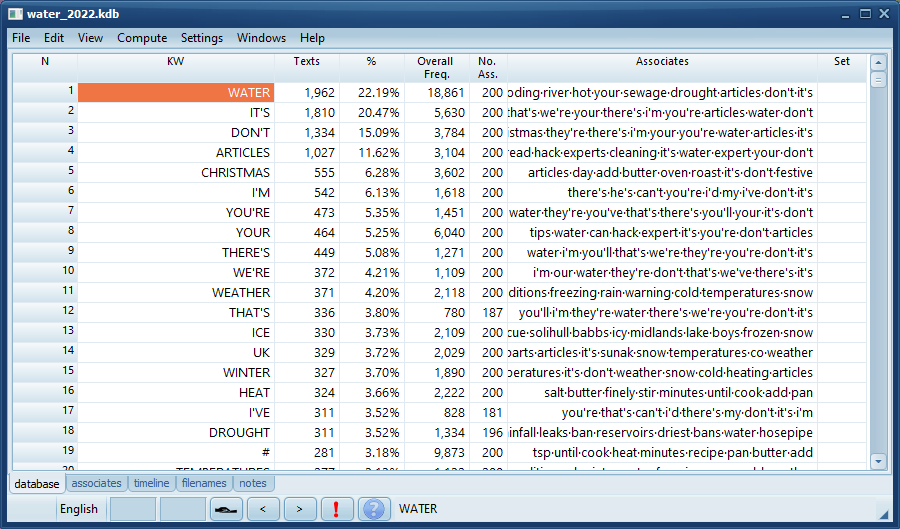 water_2022.kdb
File Edit View Compute Settings Windows Help
N KW Texts % Overall Freq. No. Ass. Associates Set
1 WATER 1,962 22.19% 18,861 200 oding·river·hot·your·sewage·drought·articles·don't·it's
2 IT'S 1,810 20.47% 5,630 200 that's·we're·your·there's·i'm·you're·articles·water·don't
3 DON'T 1,334 15.09% 3,784 200 istmas·they're·there's·i'm·your·you're·water·articles·it's
4 ARTICLES 1,027 11.62% 3,104 200 read·hack·experts·cleaning·it's·water·expert·your·don't
5 CHRISTMAS 555 6.28% 3,602 200 articles·day·add·butter·oven·roast·it's·don't·festive
6 I'M 542 6.13% 1,618 200 there's·he's·can't·you're·i'd·my·i've·don't·it's
7 YOU'RE 473 5.35% 1,451 200 water·they're·you've·that's·there's·you'll·your·it's·don't
8 YOUR 464 5.25% 6,040 200 tips·water·can·hack·expert·it's·you're·don't·articles
9 THERE'S 449 5.08% 1,271 200 water·i'm·you'll·that's·we're·they're·you're·don't·it's
10 WE'RE 372 4.21% 1,109 200 i'm·our·water·they're·don't·that's·we've·there's·it's
11 WEATHER 371 4.20% 2,118 200 ditions·freezing·rain·warning·cold·temperatures·snow
12 THAT'S 336 3.80% 780 187 you'll·i'm·they're·water·there's·we're·you're·don't·it's
13 ICE 330 3.73% 2,109 200 cue·solihull·babbs·icy·midlands·lake·boys·frozen·snow
14 UK 329 3.72% 2,029 200 parts·articles·it's·sunak·snow·temperatures·co·weather
15 WINTER 327 3.70% 1,890 200 peratures·it's·don't·weather·snow·cold·heating·articles
16 HEAT 324 3.66% 2,222 200 salt·butter·finely·stir·minutes·until·cook·add·pan
17 I'VE 311 3.52% 828 181 you're·that's·can't·i'd·there's·my·don't·it's·i'm
18 DROUGHT 311 3.52% 1,334 196 infall·leaks·ban·reservoirs·driest·bans·water·hosepipe
19 # 281 3.18% 9,873 200 tsp·until·cook·heat·minutes·recipe·pan·butter·add
database associates timeline filenames notes
English < > ! ? WATER